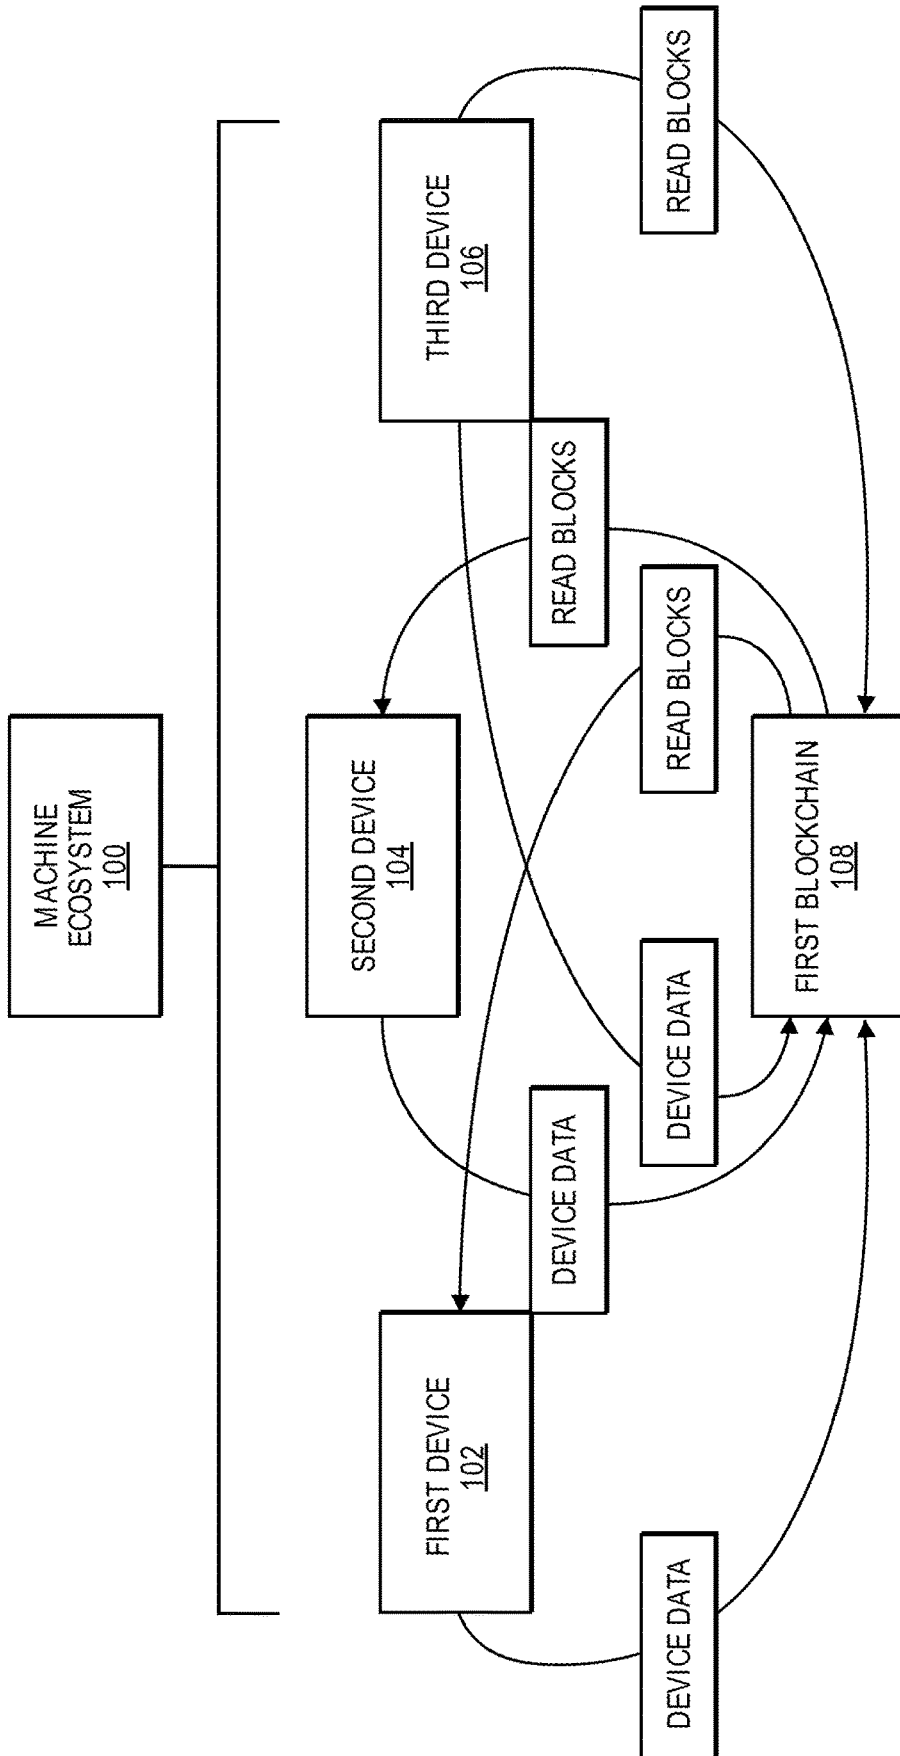 MACHINE
ECOSYSTEM
100
FIRST DEVICE
102
SECOND DEVICE
104
THIRD DEVICE
106
DEVICE DATA
READ BLOCKS
DEVICE DATA
DEVICE DATA
READ BLOCKS
READ BLOCKS
FIRST BLOCKCHAIN
108